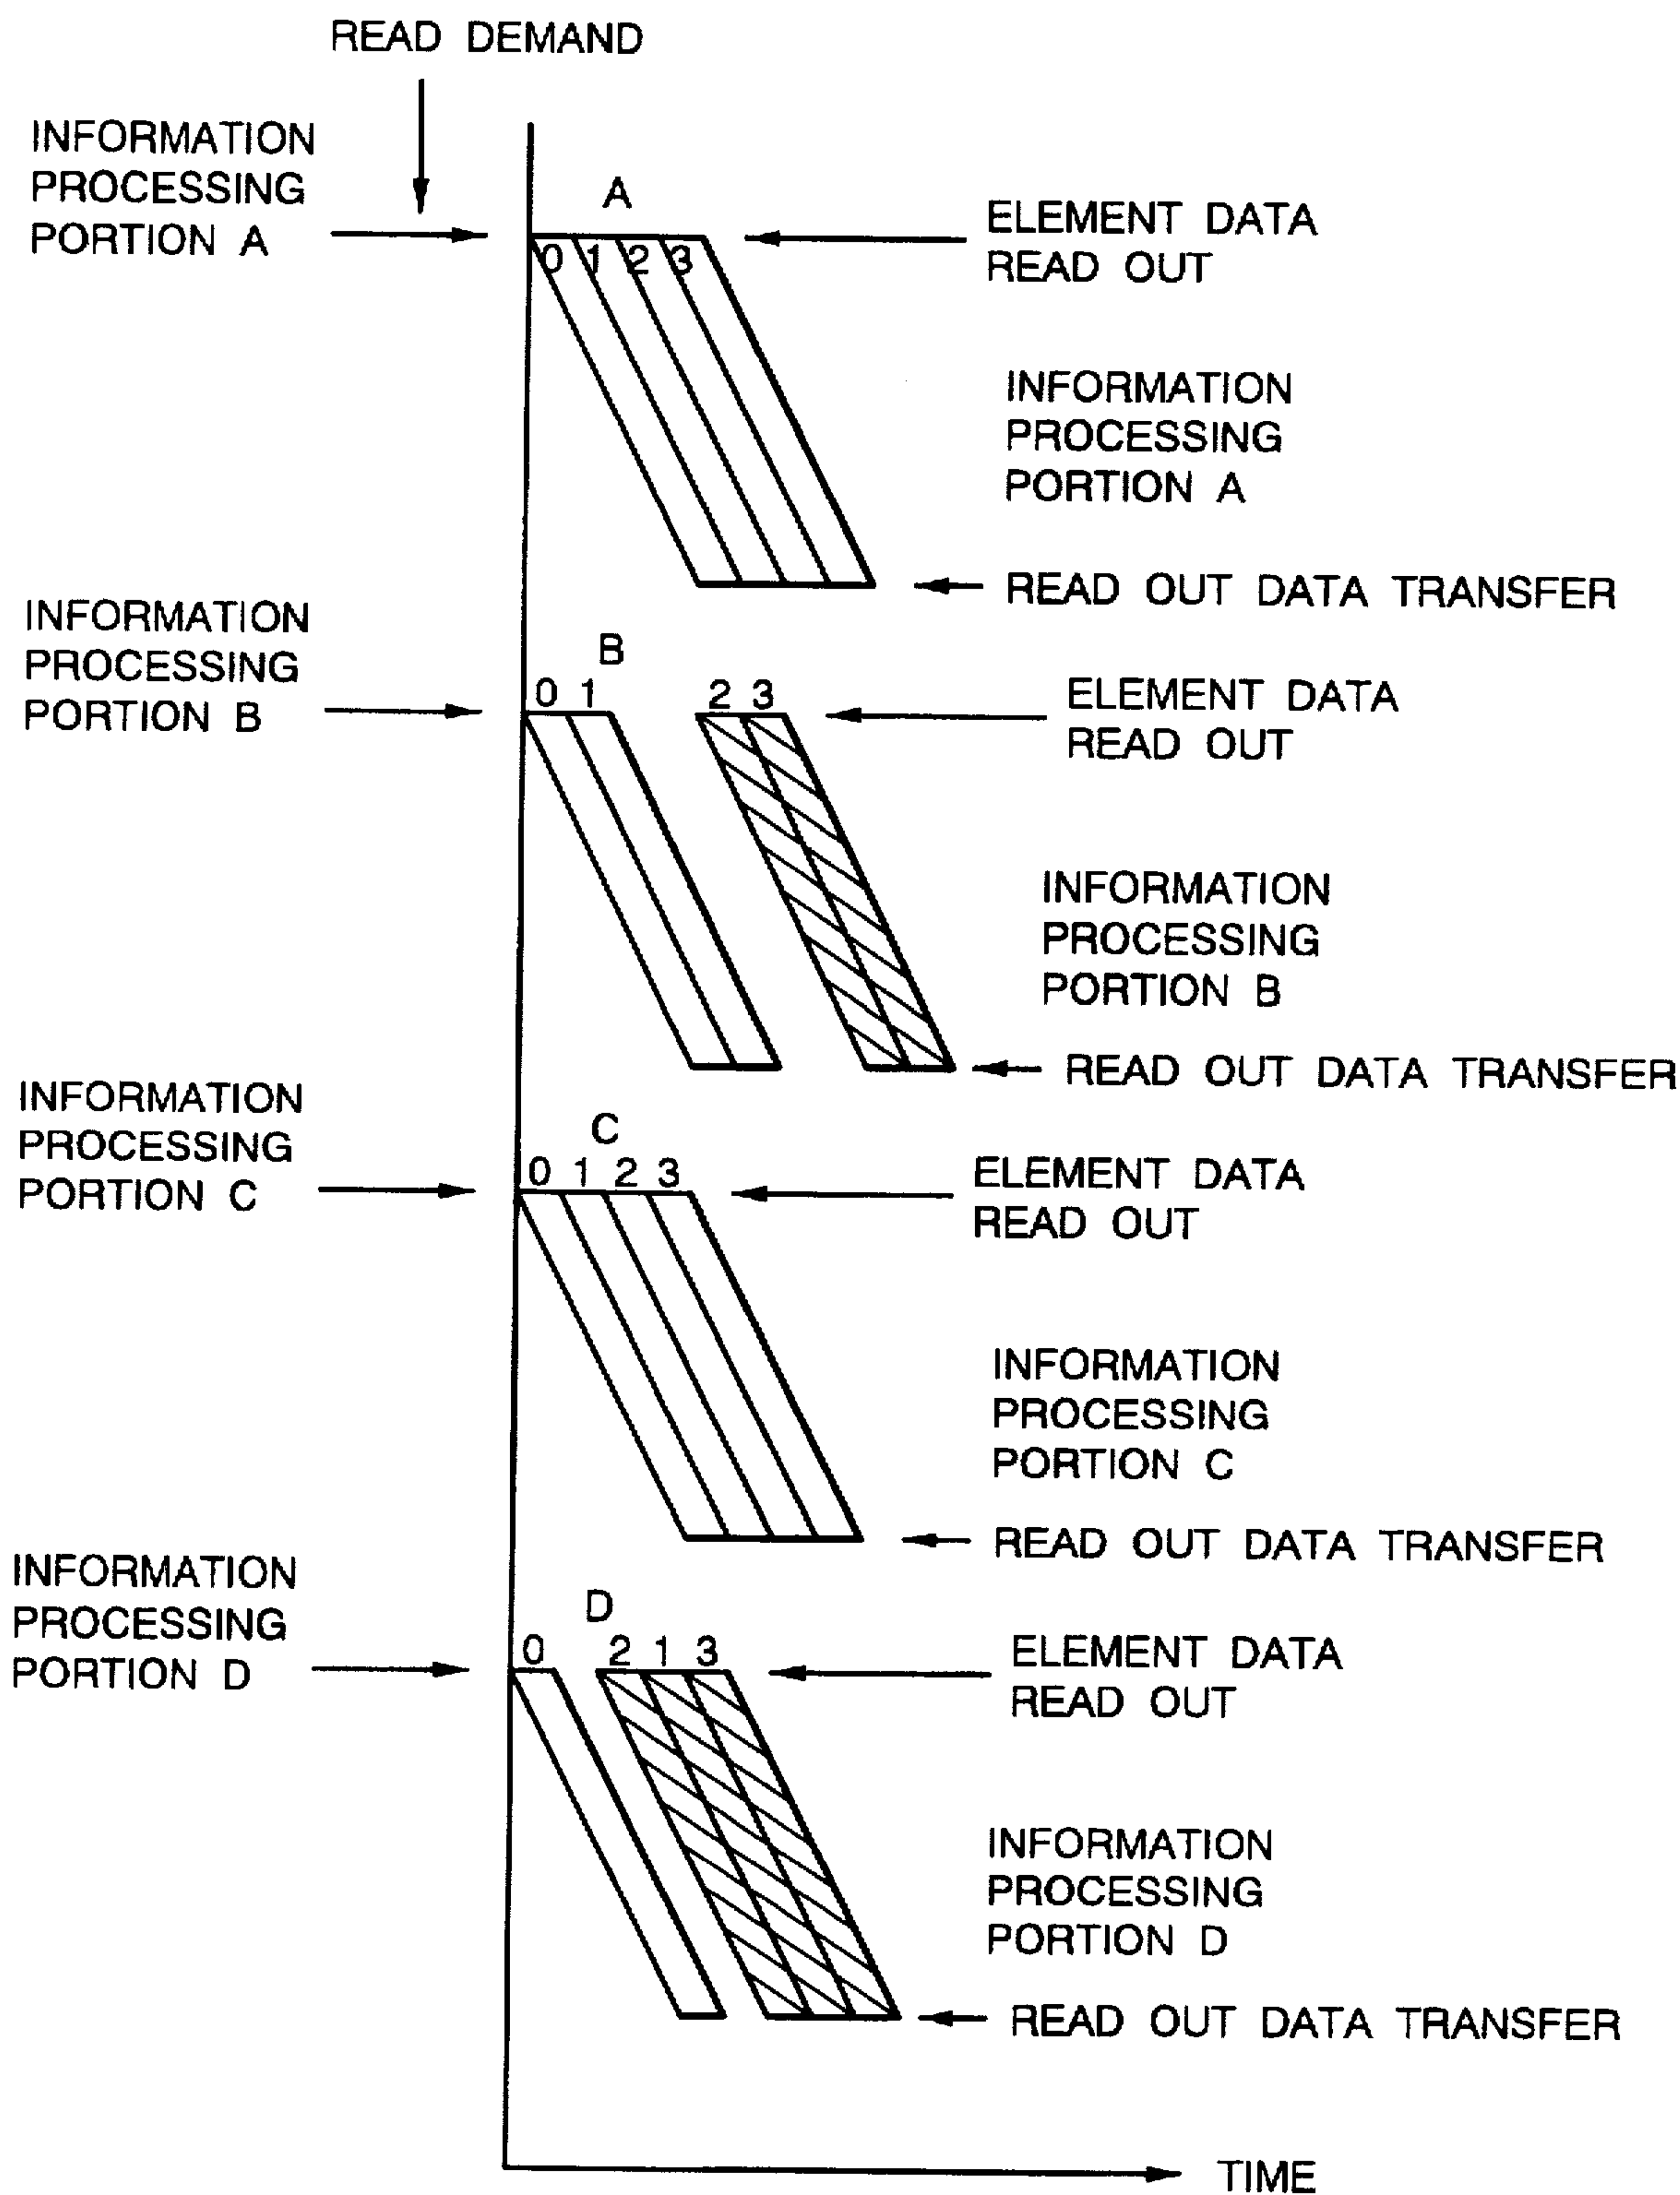 READ DEMAND
INFORMATION
PROCESSING
PORTION A
A
0 1 2 3
ELEMENT DATA
READ OUT
INFORMATION
PROCESSING
PORTION A
READ OUT DATA TRANSFER
INFORMATION
PROCESSING
PORTION B
B
0 1 2 3
ELEMENT DATA
READ OUT
INFORMATION
PROCESSING
PORTION B
READ OUT DATA TRANSFER
INFORMATION
PROCESSING
PORTION C
C
0 1 2 3
ELEMENT DATA
READ OUT
INFORMATION
PROCESSING
PORTION C
READ OUT DATA TRANSFER
INFORMATION
PROCESSING
PORTION D
D
0 2 1 3
ELEMENT DATA
READ OUT
INFORMATION
PROCESSING
PORTION D
READ OUT DATA TRANSFER
TIME